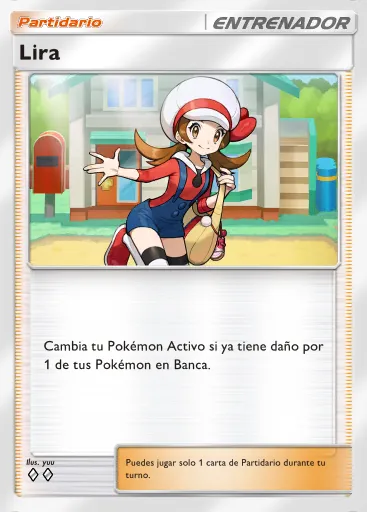 Partidario
ENTRENADOR
Lira
Cambia tu Pokémon Activo si ya tiene daño por
1 de tus Pokémon en Banca.
Ilus. yuu
Puedes jugar solo 1 carta de Partidario durante tu
turno.